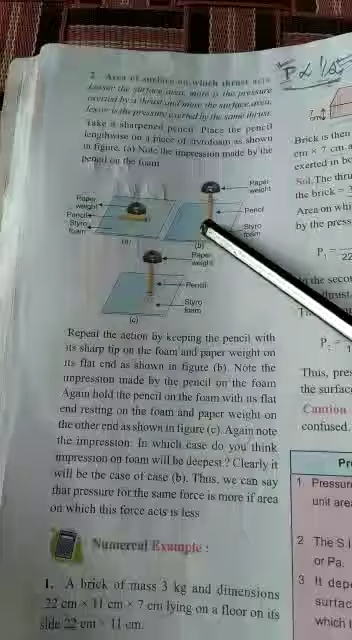 2. Area of surface on which thrust acts
Lesser the surface area, more is the pressure
exerted by a thrust and more the surface area,
lesser is the pressure exerted by the same thrust.
Take a sharpened pencil. Place the pencil
lengthwise on a piece of styrofoam as shown
in figure. (a) Note the impression made by the
pencil on the foam
Paper
weight
Pencil
Styro
foam
(a)
Paper
weight
Pencil
Styro
foam
(b)
Paper
weight
Pencil
Styro
foam
(c)
Repeat the action by keeping the pencil with
its sharp tip on the foam and paper weight on
its flat end as shown in figure (b). Note the
impression made by the pencil on the foam
Again hold the pencil on the foam with its flat
end resting on the foam and paper weight on
the other end as shown in figure (c). Again note
the impression. In which case do you think
impression on foam will be deepest? Clearly it
will be the case of case (b). Thus, we can say
that pressure for the same force is more if area
on which this force acts is less
Numerical Example :
1. A brick of mass 3 kg and dimensions
22 cm × 11 cm × 7 cm lying on a floor on its
side 22 cm × 11 cm.
P ∝ 1/
7cm
Brick is then
cm × 7 cm a
exerted in bo
Sol. The thru
the brick = 3
Area on whi
by the press
P₁ =
22
In the secon
thrust
P₂ =
Thus, pres
the surfac
Caution
confused.
Pr
1. Pressure
unit area
2 The S.I
or Pa.
3 It depe
surfac
which t